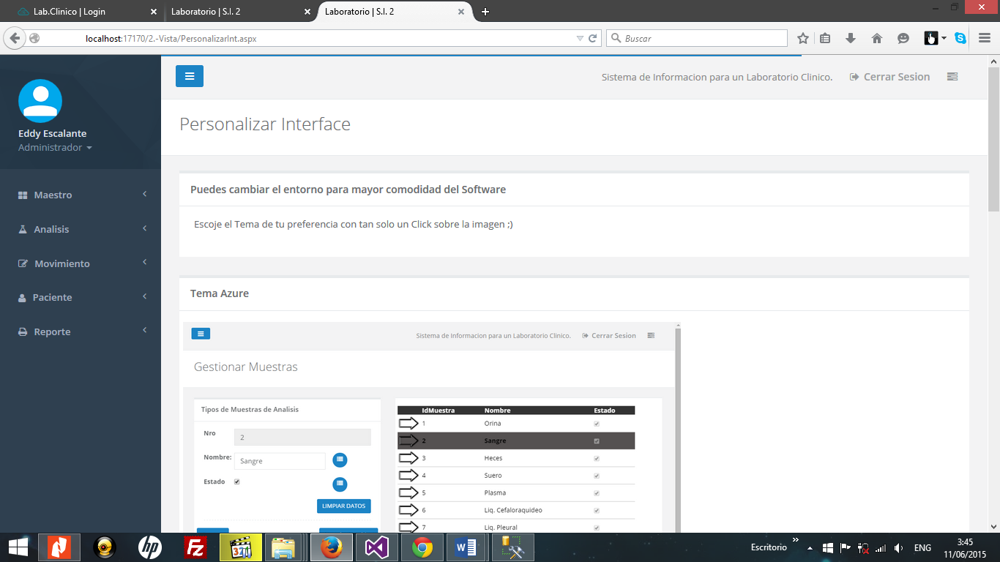 Lab.Clinico | Login
Laboratorio | S.I. 2
Laboratorio | S.I. 2
localhost:17170/2.-Vista/PersonalizarInt.aspx
Buscar
Eddy Escalante
Administrador
Maestro
Analisis
Movimiento
Paciente
Reporte
Sistema de Informacion para un Laboratorio Clinico.
Cerrar Sesion
Personalizar Interface
Puedes cambiar el entorno para mayor comodidad del Software
Escoje el Tema de tu preferencia con tan solo un Click sobre la imagen ;)
Tema Azure
Sistema de Informacion para un Laboratorio Clinico.
Cerrar Sesion
Gestionar Muestras
Tipos de Muestras de Analisis
Nro 2
Nombre: Sangre
Estado
LIMPIAR DATOS
IdMuestra Nombre Estado
1 Orina
2 Sangre
3 Heces
4 Suero
5 Plasma
6 Liq. Cefaloraquideo
7 Liq. Pleural
hp
Fz
321
Escritorio
ENG
3:45
11/06/2015